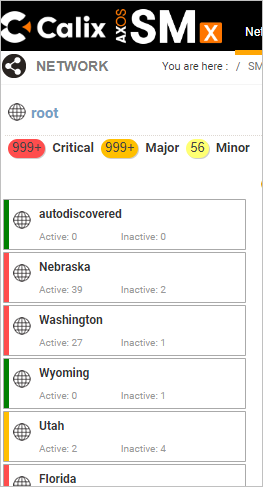 Calix AXOS SMx
Net
NETWORK You are here : / SM
root
999+ Critical 999+ Major 56 Minor
autodiscovered
Active: 0 Inactive: 0
Nebraska
Active: 39 Inactive: 2
Washington
Active: 27 Inactive: 1
Wyoming
Active: 0 Inactive: 1
Utah
Active: 2 Inactive: 4
Florida